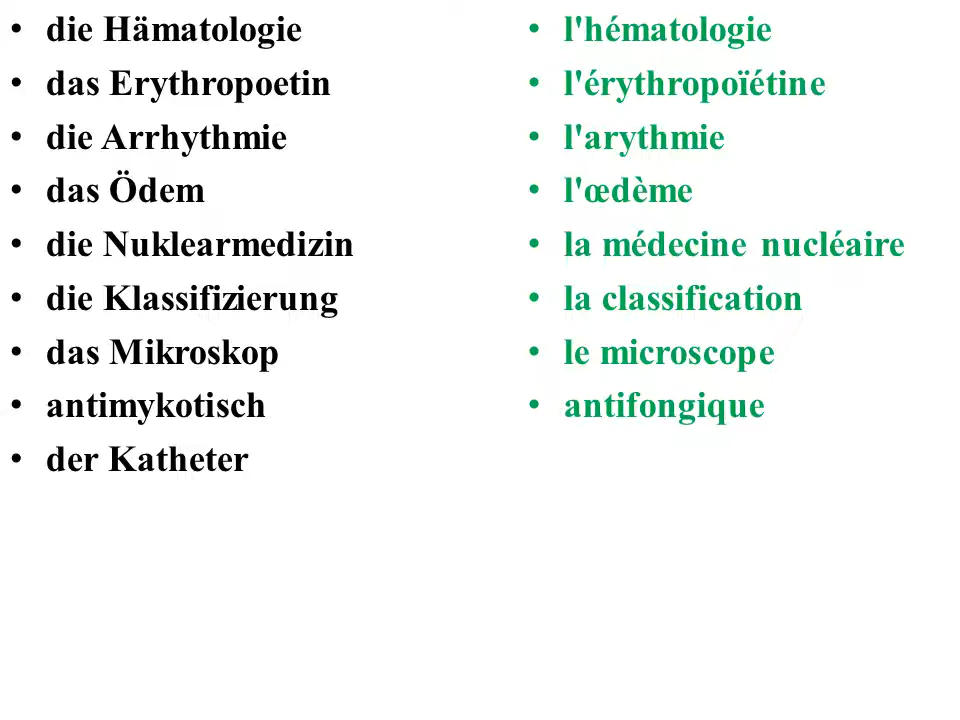 • die Hämatologie
• das Erythropoetin
• die Arrhythmie
• das Ödem
• die Nuklearmedizin
• die Klassifizierung
• das Mikroskop
• antimykotisch
• der Katheter
• l'hématologie
• l'érythropoïétine
• l'arythmie
• l'œdème
• la médecine nucléaire
• la classification
• le microscope
• antifongique